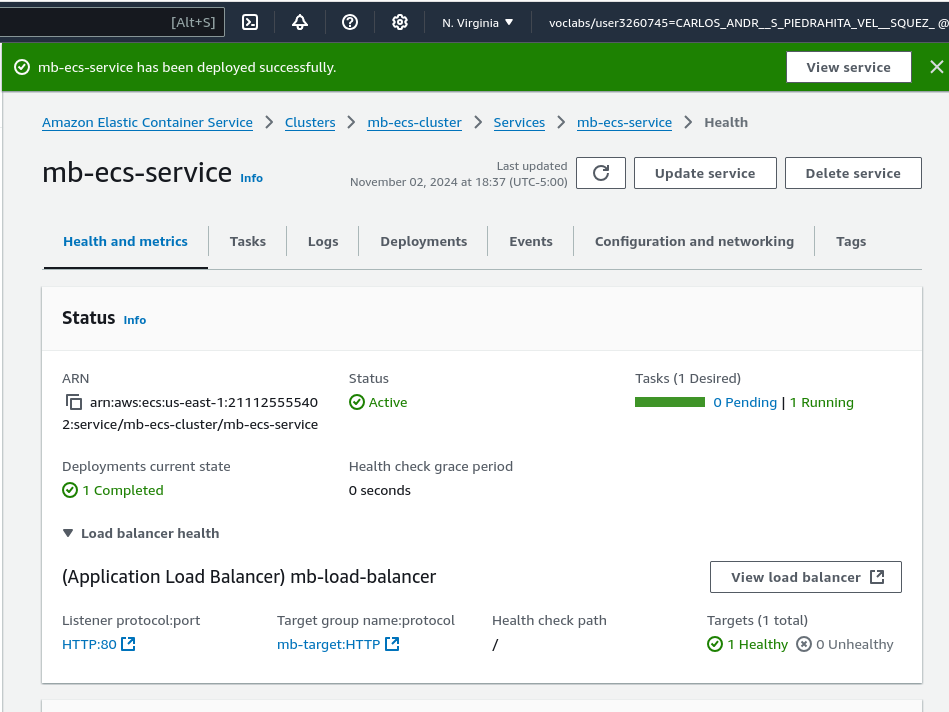 [Alt+S] N. Virginia voclabs/user3260745=CARLOS_ANDR__S_PIEDRAHITA_VEL__SQUEZ_ @
mb-ecs-service has been deployed successfully. View service
Amazon Elastic Container Service Clusters mb-ecs-cluster Services mb-ecs-service Health
mb-ecs-service Info
Last updated
November 02, 2024 at 18:37 (UTC-5:00)
Update service Delete service
Health and metrics Tasks Logs Deployments Events Configuration and networking Tags
Status Info
ARN
arn:aws:ecs:us-east-1:21112555540
2:service/mb-ecs-cluster/mb-ecs-service
Status
Active
Tasks (1 Desired)
0 Pending | 1 Running
Deployments current state
1 Completed
Health check grace period
0 seconds
Load balancer health
(Application Load Balancer) mb-load-balancer View load balancer
Listener protocol:port
HTTP:80
Target group name:protocol
mb-target:HTTP
Health check path
/
Targets (1 total)
1 Healthy 0 Unhealthy